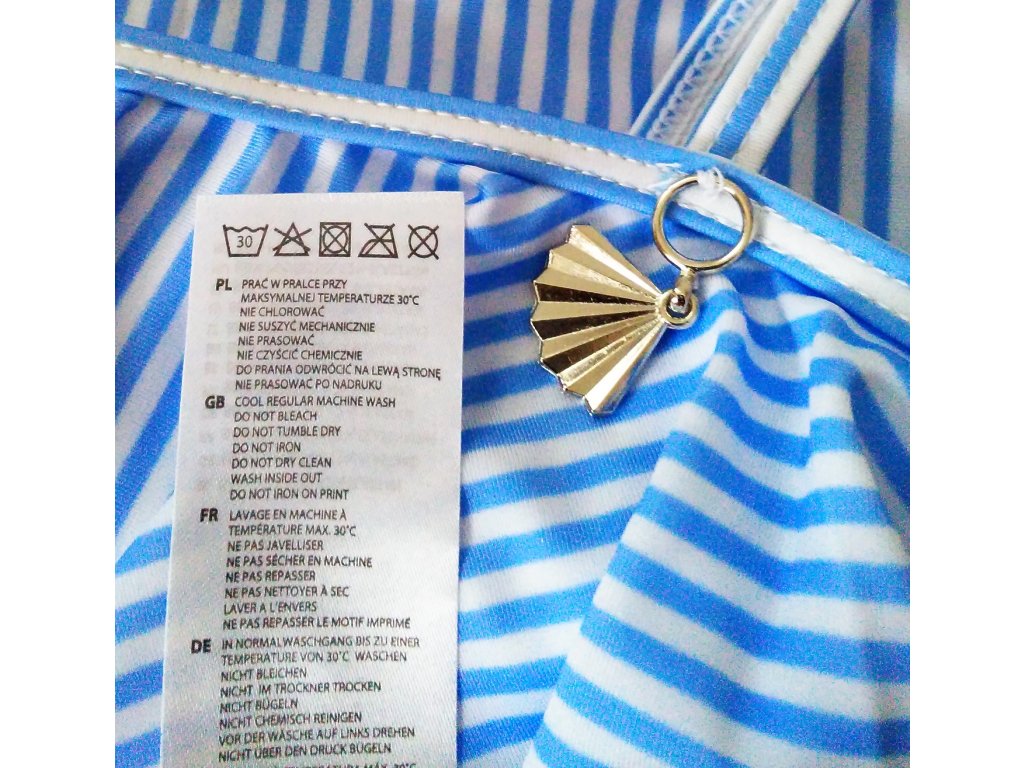 30
PL PRAĆ W PRALCE PRZY
MAKSYMALNEJ TEMPERATURZE 30°C
NIE CHLOROWAĆ
NIE SUSZYĆ MECHANICZNIE
NIE PRASOWAĆ
NIE CZYŚCIĆ CHEMICZNIE
DO PRANIA ODWRÓCIĆ NA LEWĄ STRONĘ
NIE PRASOWAĆ PO NADRUKU
GB COOL REGULAR MACHINE WASH
DO NOT BLEACH
DO NOT TUMBLE DRY
DO NOT IRON
DO NOT DRY CLEAN
WASH INSIDE OUT
DO NOT IRON ON PRINT
FR LAVAGE EN MACHINE À
TEMPÉRATURE MAX. 30°C
NE PAS JAVELLISER
NE PAS SÉCHER EN MACHINE
NE PAS REPASSER
NE PAS NETTOYER À SEC
LAVER A L'ENVERS
NE PAS REPASSER LE MOTIF IMPRIMÉ
DE IN NORMALWASCHGANG BIS ZU EINER
TEMPERATURE VON 30°C WASCHEN
NICHT BLEICHEN
NICHT IM TROCKNER TROCKEN
NICHT BÜGELN
NICHT CHEMISCH REINIGEN
VOR DER WÄSCHE AUF LINKS DREHEN
NICHT ÜBER DEN DRUCK BÜGELN
MAX. 30°C